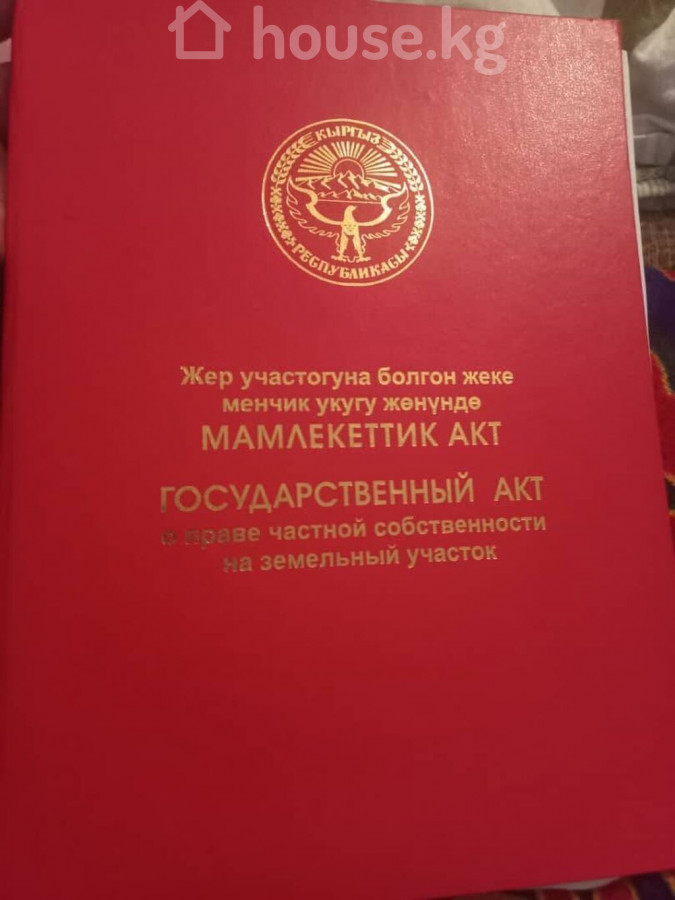 house.kg
КЫРГЫЗ
РЕСПУБЛИКАСЫ
Жер участогуна болгон жеке
менчик укугу жөнүндө
МАМЛЕКЕТТИК АКТ
ГОСУДАРСТВЕННЫЙ АКТ
о праве частной собственности
на земельный участок